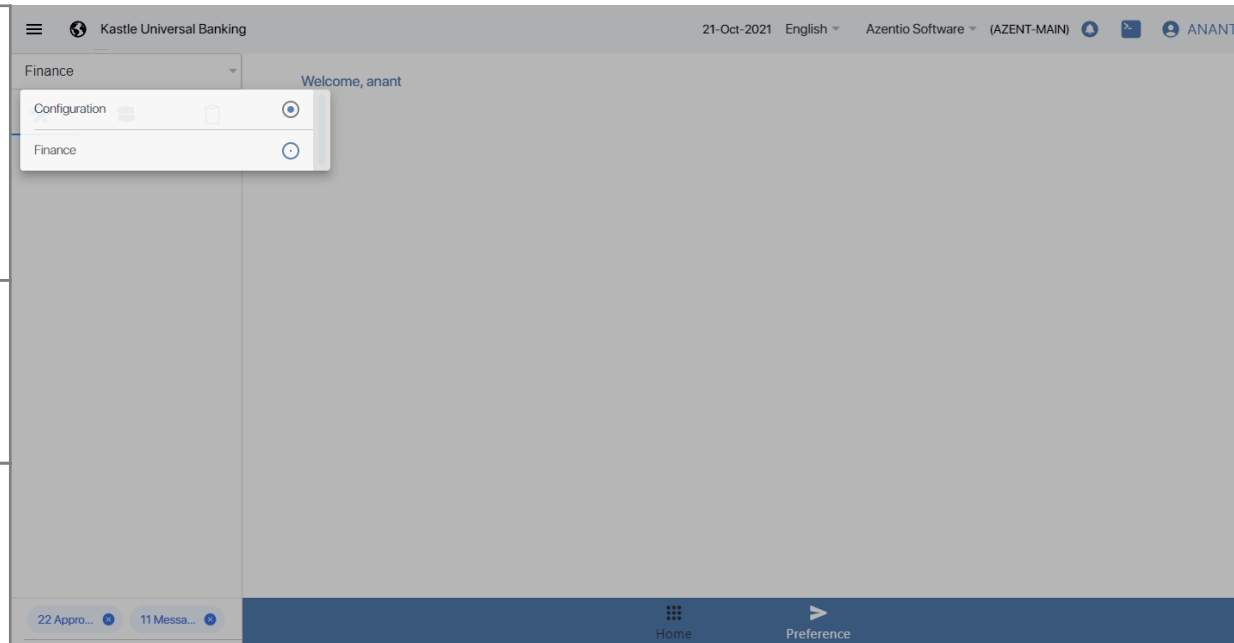 Kastle Universal Banking
21-Oct-2021 English Azentio Software (AZENT-MAIN) ANANT
Finance
Welcome, anant
Configuration
Finance
22 Appro... 11 Messa...
Home Preference